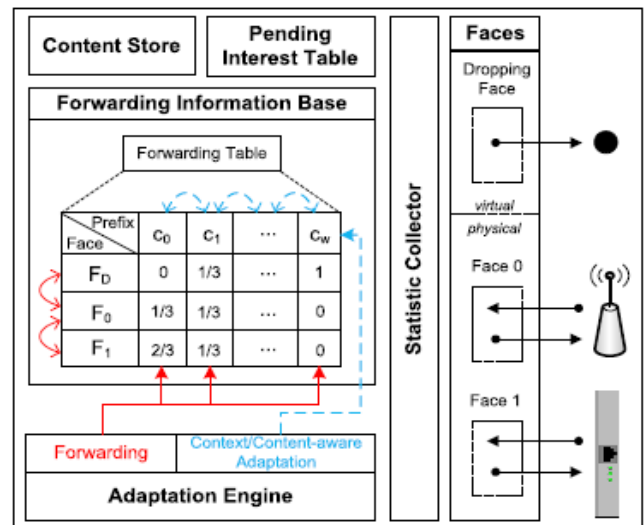 Content Store
Pending
Interest Table
Forwarding Information Base
Forwarding Table
Prefix
Face
c0 c1 ... cw
FD 0 1/3 ... 1
F0 1/3 1/3 ... 0
F1 2/3 1/3 ... 0
Forwarding
Context/Content-aware
Adaptation
Adaptation Engine
Statistic Collector
Faces
Dropping
Face
virtual
physical
Face 0
Face 1